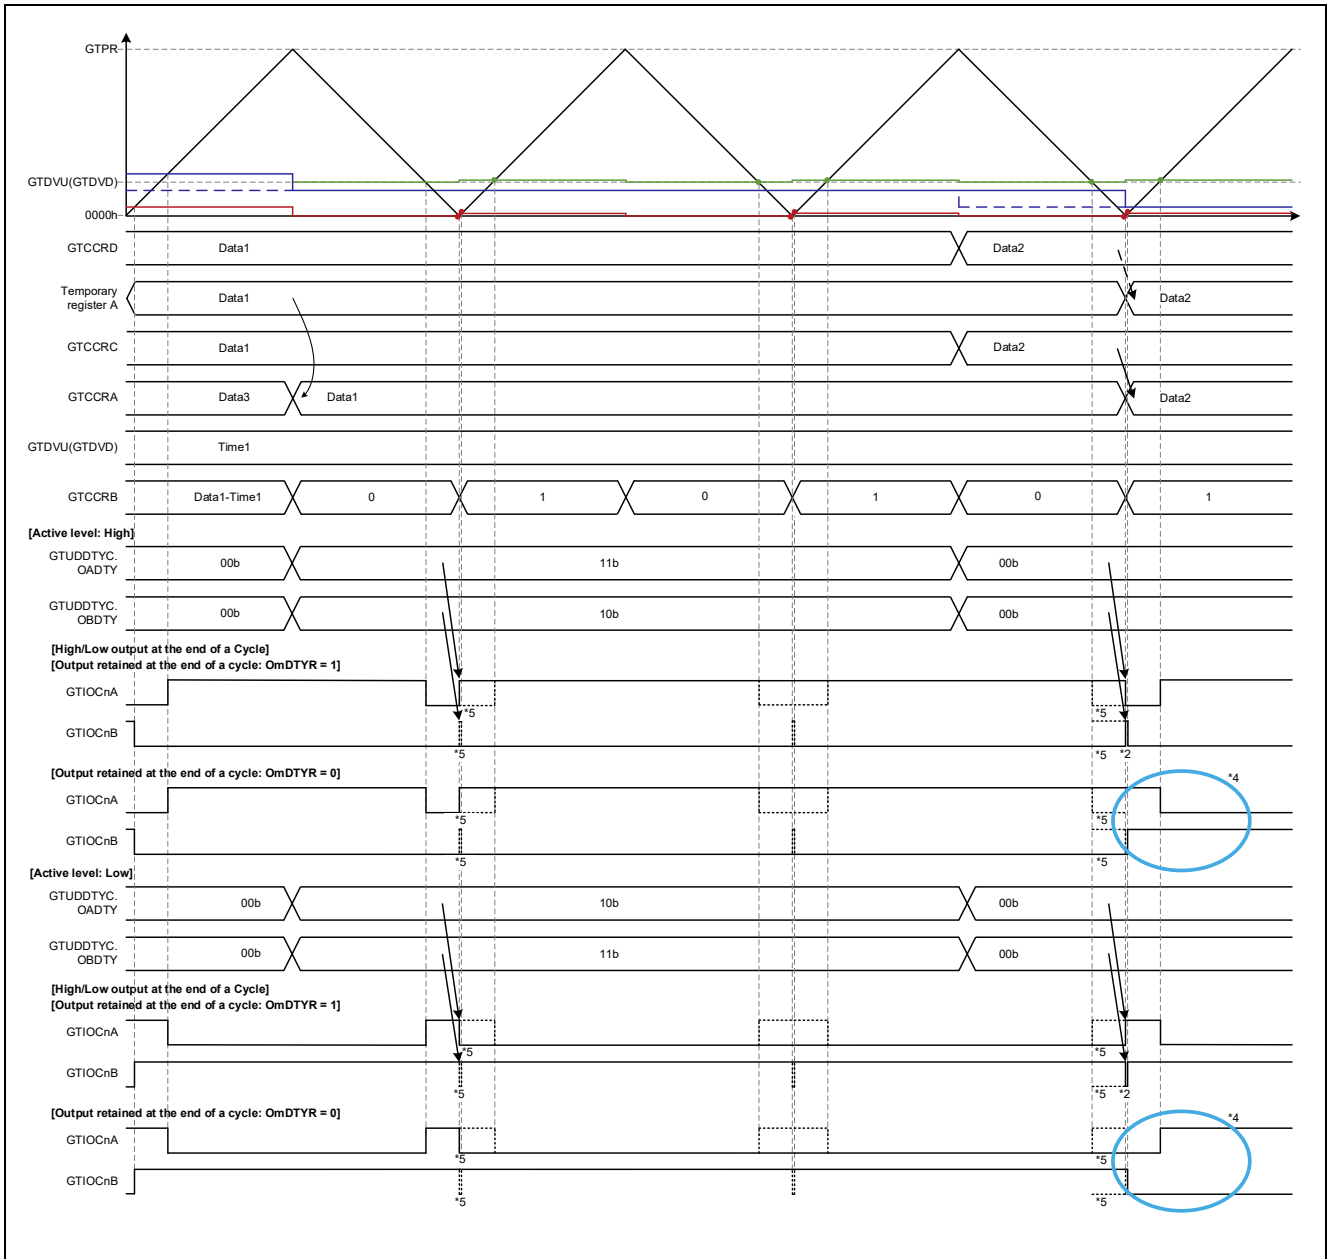 GTPR
GTDVU(GTDVD)
0000h
GTCCRD Data1 Data2
Temporary
register A Data1 Data2
GTCCRC Data1 Data2
GTCCRA Data3 Data1 Data2
GTDVU(GTDVD) Time1
GTCCRB Data1-Time1 0 1 0 1 0 1
[Active level: High]
GTUDDTYC.
OADTY 00b 11b 00b
GTUDDTYC.
OBDTY 00b 10b 00b
[High/Low output at the end of a Cycle]
[Output retained at the end of a cycle: OmDTYR = 1]
GTIOCnA *5 *5
GTIOCnB *5 *5 *2
[Output retained at the end of a cycle: OmDTYR = 0]
*4
GTIOCnA *5 *5
GTIOCnB *5 *5
[Active level: Low]
GTUDDTYC.
OADTY 00b 10b 00b
GTUDDTYC.
OBDTY 00b 11b 00b
[High/Low output at the end of a Cycle]
[Output retained at the end of a cycle: OmDTYR = 1]
GTIOCnA *5 *5
GTIOCnB *5 *5 *2
[Output retained at the end of a cycle: OmDTYR = 0]
*4
GTIOCnA *5 *5
GTIOCnB *5 *5